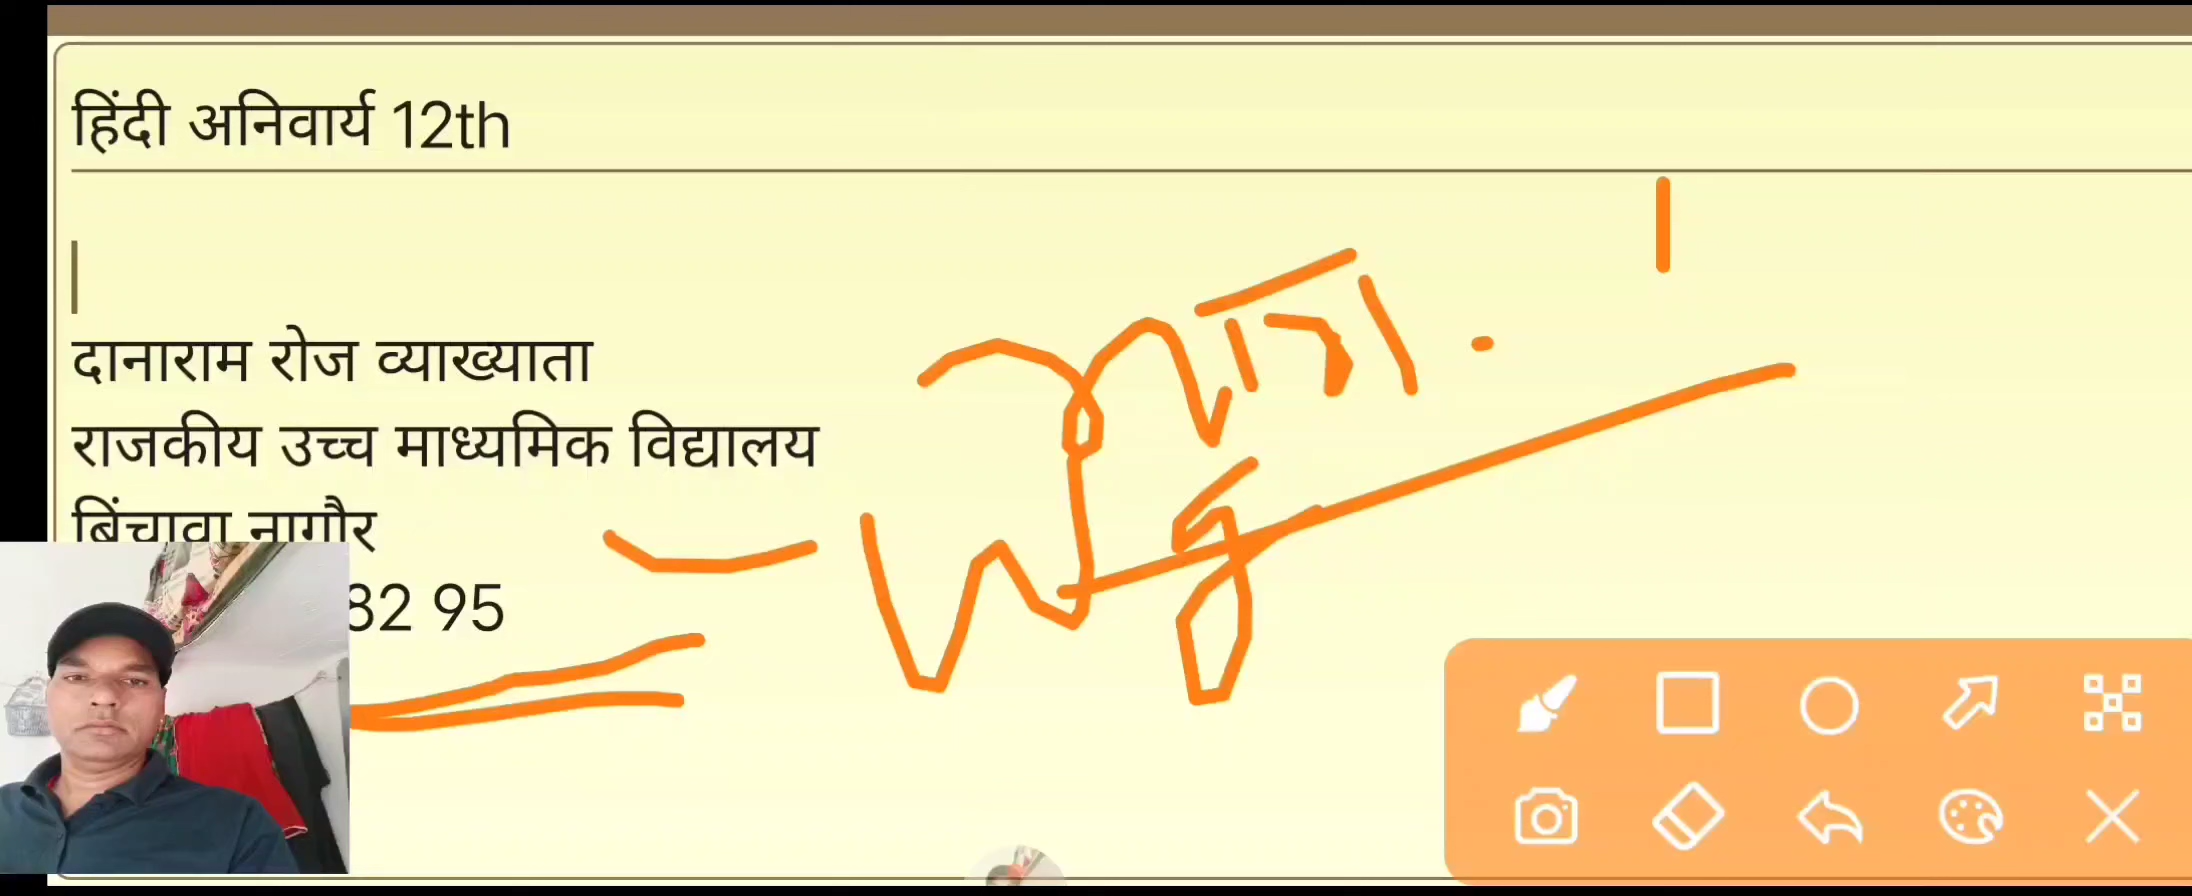 हिंदी अनिवार्य 12th
दानाराम रोज व्याख्याता
राजकीय उच्च माध्यमिक विद्यालय
बिंचावा नागौर
82 95